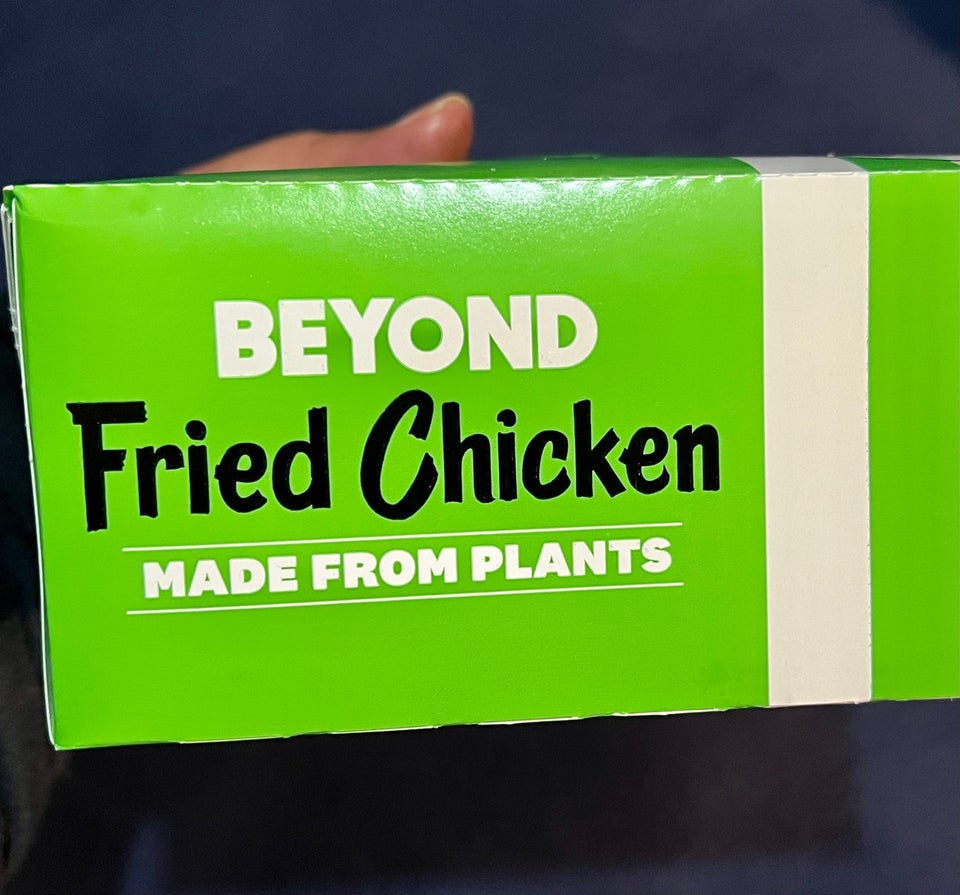 BEYOND
Fried Chicken
MADE FROM PLANTS